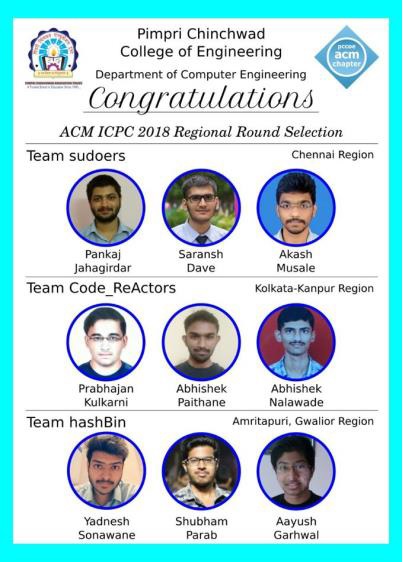 Pimpri Chinchwad
College of Engineering
Department of Computer Engineering
pccoe
acm
chapter
Congratulations
ACM ICPC 2018 Regional Round Selection
Team sudoers
Chennai Region
Pankaj
Jahagirdar
Saransh
Dave
Akash
Musale
Team Code_ReActors
Kolkata-Kanpur Region
Prabhajan
Kulkarni
Abhishek
Paithane
Abhishek
Nalawade
Team hashBin
Amritapuri, Gwalior Region
Yadnesh
Sonawane
Shubham
Parab
Aayush
Garhwal